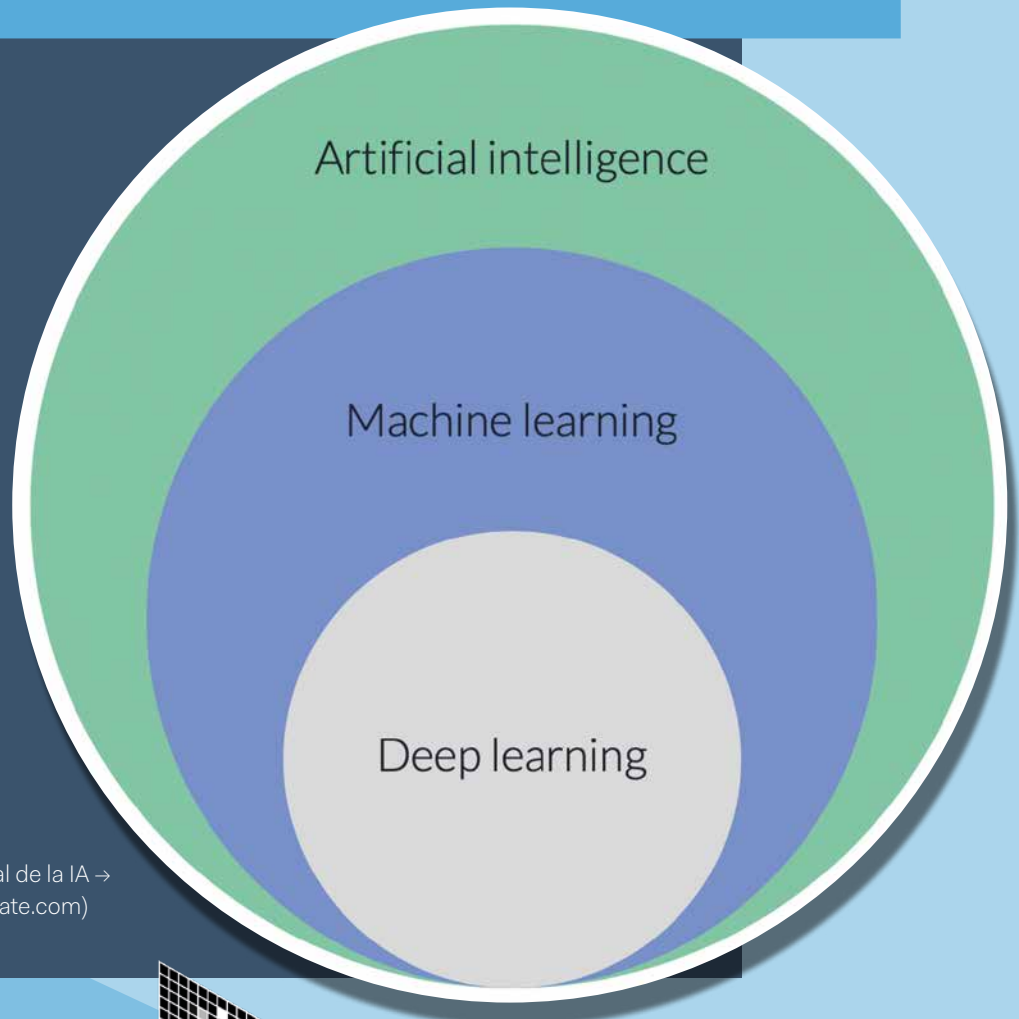 Artificial intelligence
Machine learning
Deep learning
al de la IA →
ate.com)